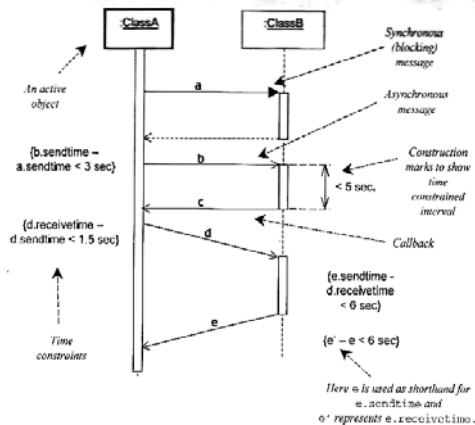 :ClassA
:ClassB
An active
object
Synchronous
(blocking)
message
a
Asynchronous
message
{b.sendtime –
a.sendtime < 3 sec}
b
Construction
marks to show
time
constrained
interval
< 5 sec.
c
{d.receivetime –
d.sendtime < 1.5 sec}
d
Callback
{e.sendtime -
d.receivetime
< 6 sec}
e
Time
constraints
{e' – e < 6 sec}
Here e is used as shorthand for
e.sendtime and
e' represents e.receivetime.